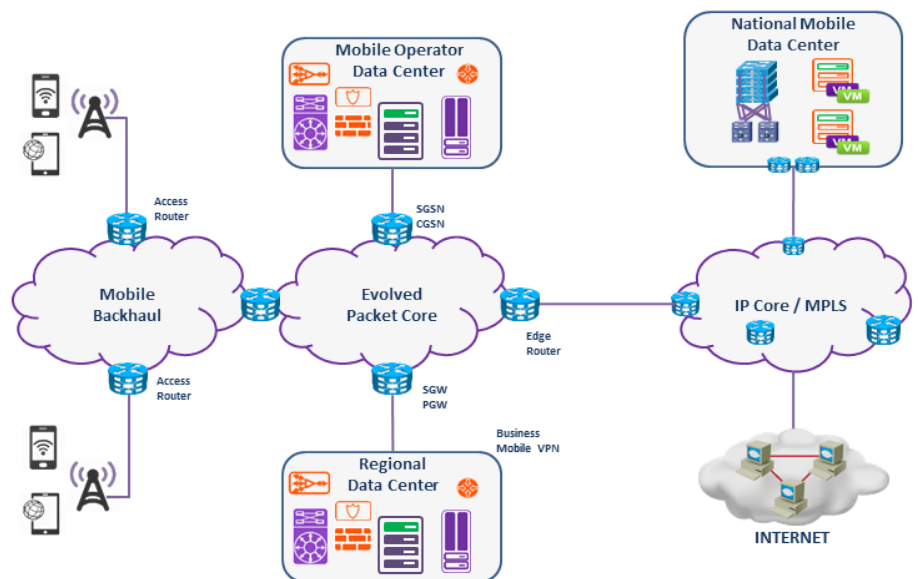 Mobile Operator
Data Center
National Mobile
Data Center
VM
VM
VM
VM
Access
Router
SGSN
CGSN
Mobile
Backhaul
Evolved
Packet Core
IP Core / MPLS
Edge
Router
Access
Router
SGW
PGW
Business
Mobile VPN
Regional
Data Center
INTERNET